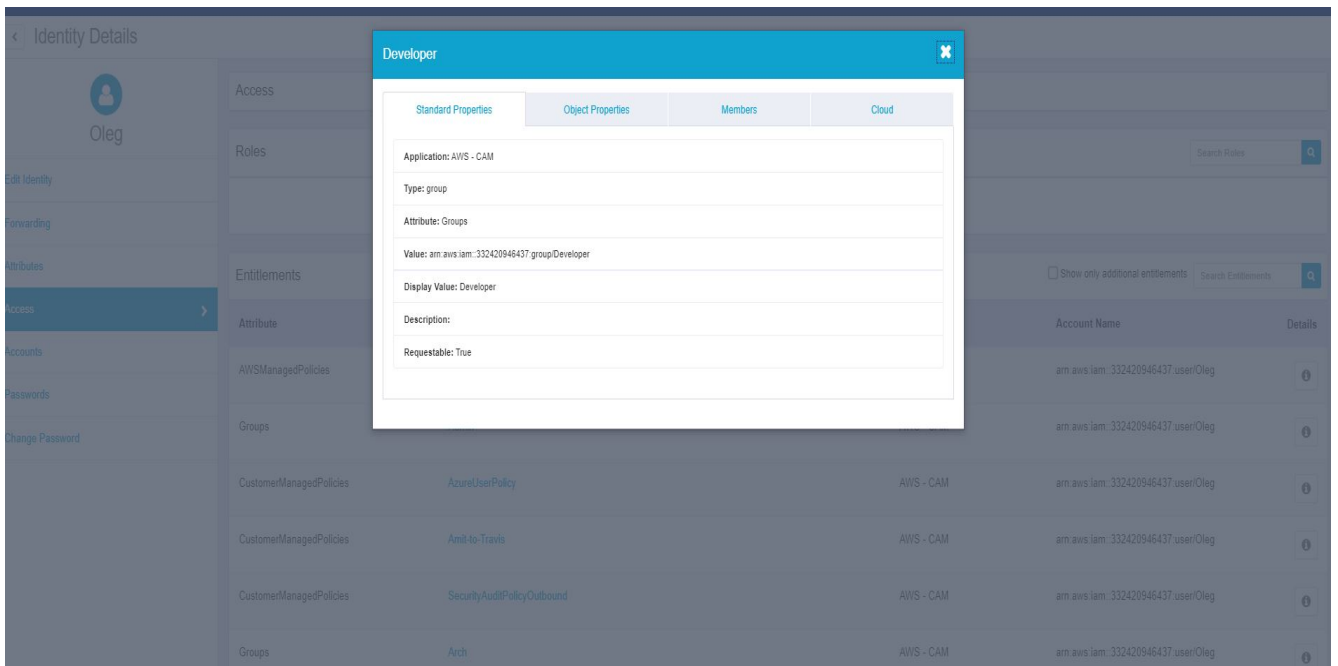 Identity Details
Oleg
Edit Identity
Forwarding
Attributes
Access
Accounts
Passwords
Change Password
Access
Roles
Search Roles
Entitlements
Show only additional entitlements
Search Entitlements
Attribute
Account Name
Details
AWSManagedPolicies
arn:aws:iam::332420946437:user/Oleg
Groups
arn:aws:iam::332420946437:user/Oleg
CustomerManagedPolicies
AzureUserPolicy
AWS - CAM
arn:aws:iam::332420946437:user/Oleg
CustomerManagedPolicies
Amit-to-Travis
AWS - CAM
arn:aws:iam::332420946437:user/Oleg
CustomerManagedPolicies
SecurityAuditPolicyOutbound
AWS - CAM
arn:aws:iam::332420946437:user/Oleg
Groups
Arch
AWS - CAM
arn:aws:iam::332420946437:user/Oleg
Developer
Standard Properties
Object Properties
Members
Cloud
Application: AWS - CAM
Type: group
Attribute: Groups
Value: arn:aws:iam::332420946437:group/Developer
Display Value: Developer
Description:
Requestable: True